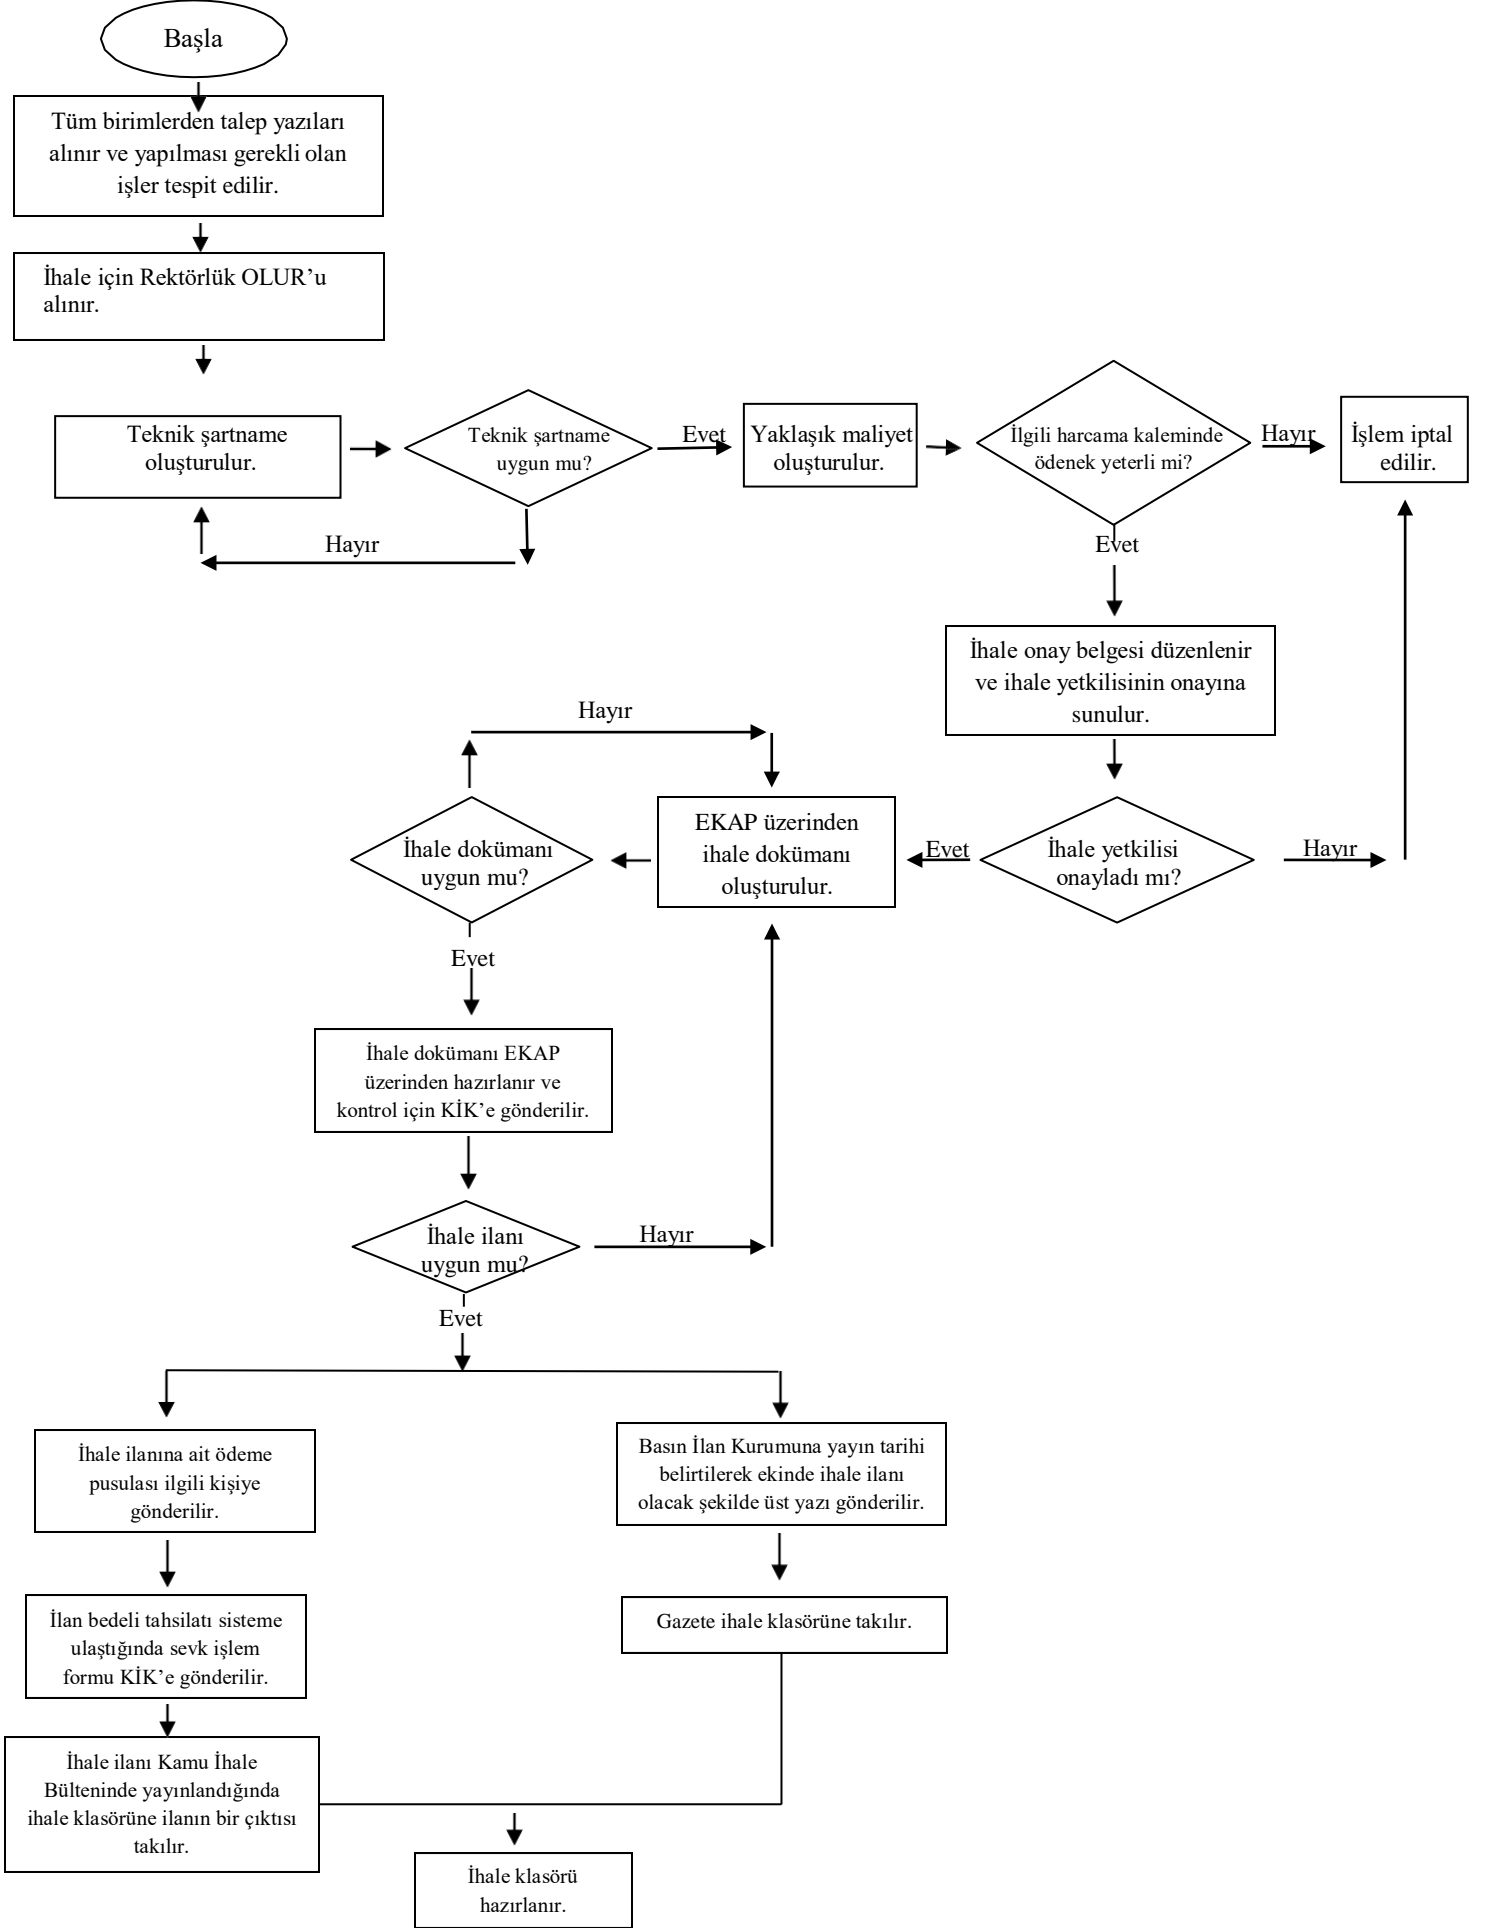 Başla
Tüm birimlerden talep yazıları
alınır ve yapılması gerekli olan
işler tespit edilir.
İhale için Rektörlük OLUR’u
alınır.
Teknik şartname
oluşturulur.
Teknik şartname
uygun mu?
Evet
Yaklaşık maliyet
oluşturulur.
İlgili harcama kaleminde
ödenek yeterli mi?
Hayır
İşlem iptal
edilir.
Hayır
Evet
İhale onay belgesi düzenlenir
ve ihale yetkilisinin onayına
sunulur.
Hayır
İhale dokümanı
uygun mu?
EKAP üzerinden
ihale dokümanı
oluşturulur.
Evet
İhale yetkilisi
onayladı mı?
Hayır
Evet
İhale dokümanı EKAP
üzerinden hazırlanır ve
kontrol için KİK’e gönderilir.
İhale ilanı
uygun mu?
Hayır
Evet
İhale ilanına ait ödeme
pusulası ilgili kişiye
gönderilir.
Basın İlan Kurumuna yayın tarihi
belirtilerek ekinde ihale ilanı
olacak şekilde üst yazı gönderilir.
İlan bedeli tahsilatı sisteme
ulaştığında sevk işlem
formu KİK’e gönderilir.
Gazete ihale klasörüne takılır.
İhale ilanı Kamu İhale
Bülteninde yayınlandığında
ihale klasörüne ilanın bir çıktısı
takılır.
İhale klasörü
hazırlanır.